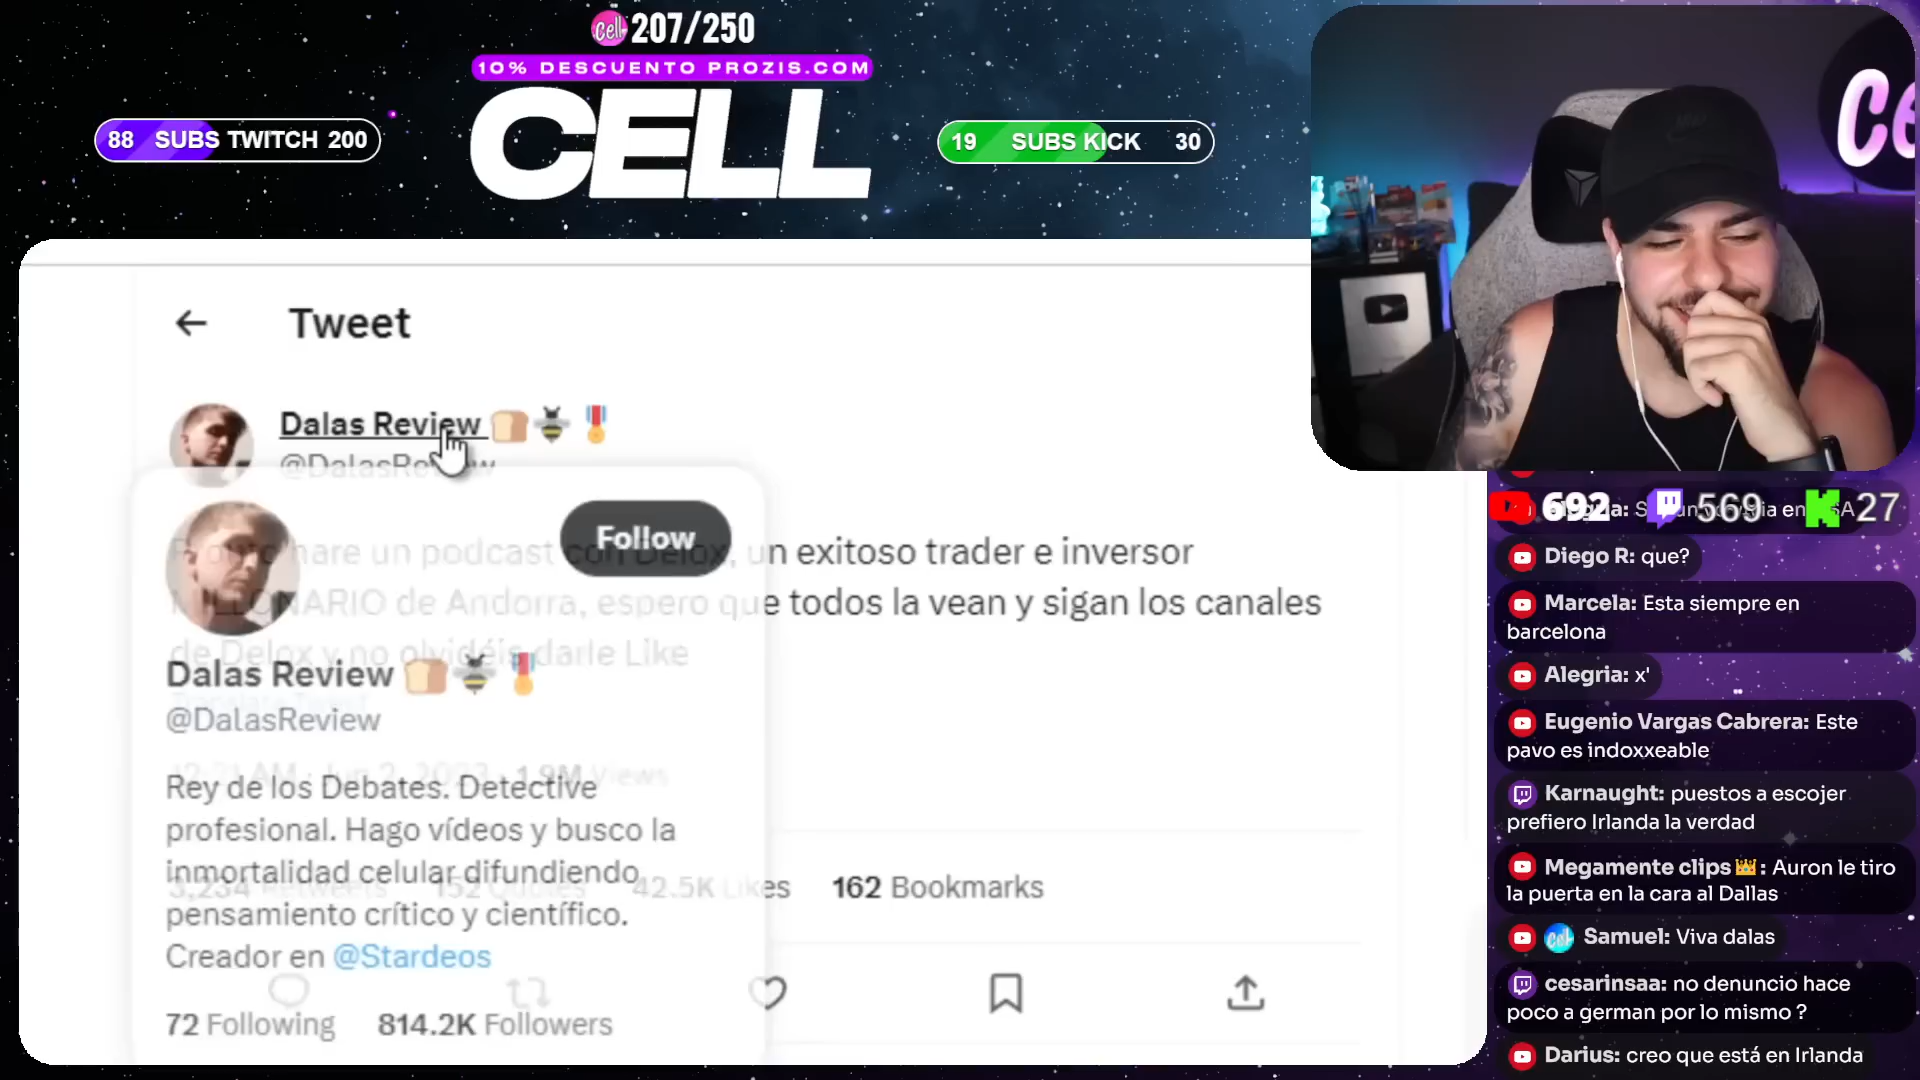 Cell 207/250
10% DESCUENTO PROZIS.COM
CELL
88 SUBS TWITCH 200
19 SUBS KICK 30
Ce
Tweet
Dalas Review
@DalasRe w
hare un podcast con Delox, un exitoso trader e inversor
MILLONARIO de Andorra, espero que todos la vean y sigan los canales
de Delox y no olvidéis darle Like
Translate Tweet
Follow
Dalas Review
@DalasReview
12:21 AM · Jun 2, 2023 · 1.9M Views
Rey de los Debates. Detective
profesional. Hago vídeos y busco la
inmortalidad celular difundiendo
pensamiento crítico y científico.
Creador en @Stardeos
3,234 Retweets 152 Quotes 42.5K Likes 162 Bookmarks
72 Following 814.2K Followers
692 569 27
Alegria:
Diego R: que?
Marcela: Esta siempre en
barcelona
Alegria: x'
Eugenio Vargas Cabrera: Este
pavo es indoxxeable
Karnaught: puestos a escojer
prefiero Irlanda la verdad
Megamente clips👑: Auron le tiro
la puerta en la cara al Dallas
Samuel: Viva dalas
cesarinsaa: no denuncio hace
poco a german por lo mismo ?
Darius: creo que está en Irlanda